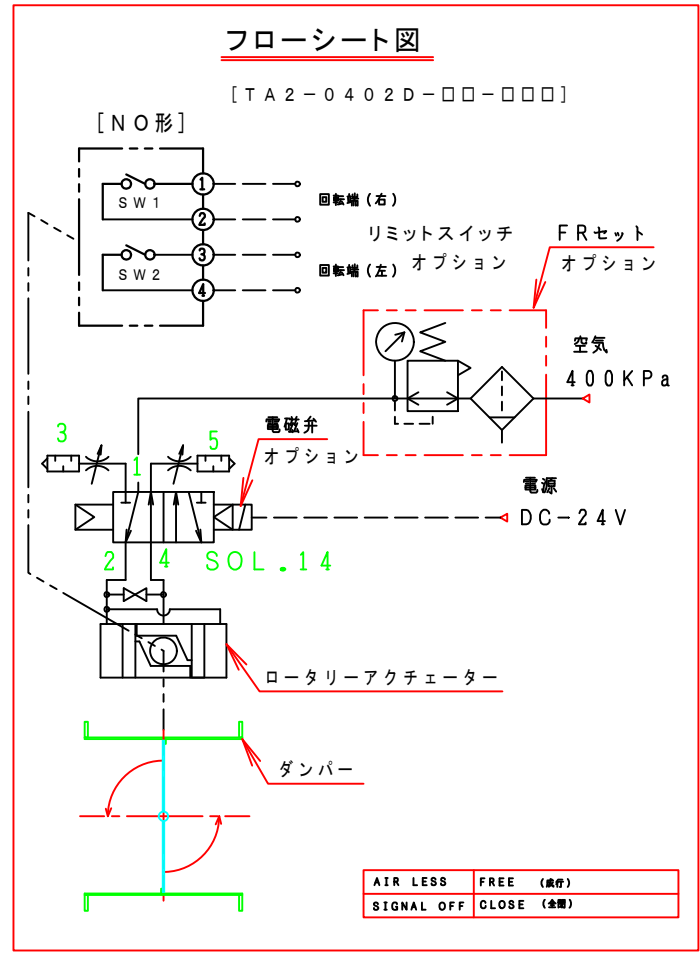 フローシート図
[TA2-0402D-□□-□□□]
[NO形]
SW1
1
2
回転端(右)
SW2
3
4
回転端(左)
リミットスイッチ
オプション
FRセット
オプション
空気
400KPa
電磁弁
オプション
3
1
5
電源
DC-24V
2
4
SOL.14
ロータリーアクチェーター
ダンパー
AIR LESS FREE (成行)
SIGNAL OFF CLOSE (全閉)